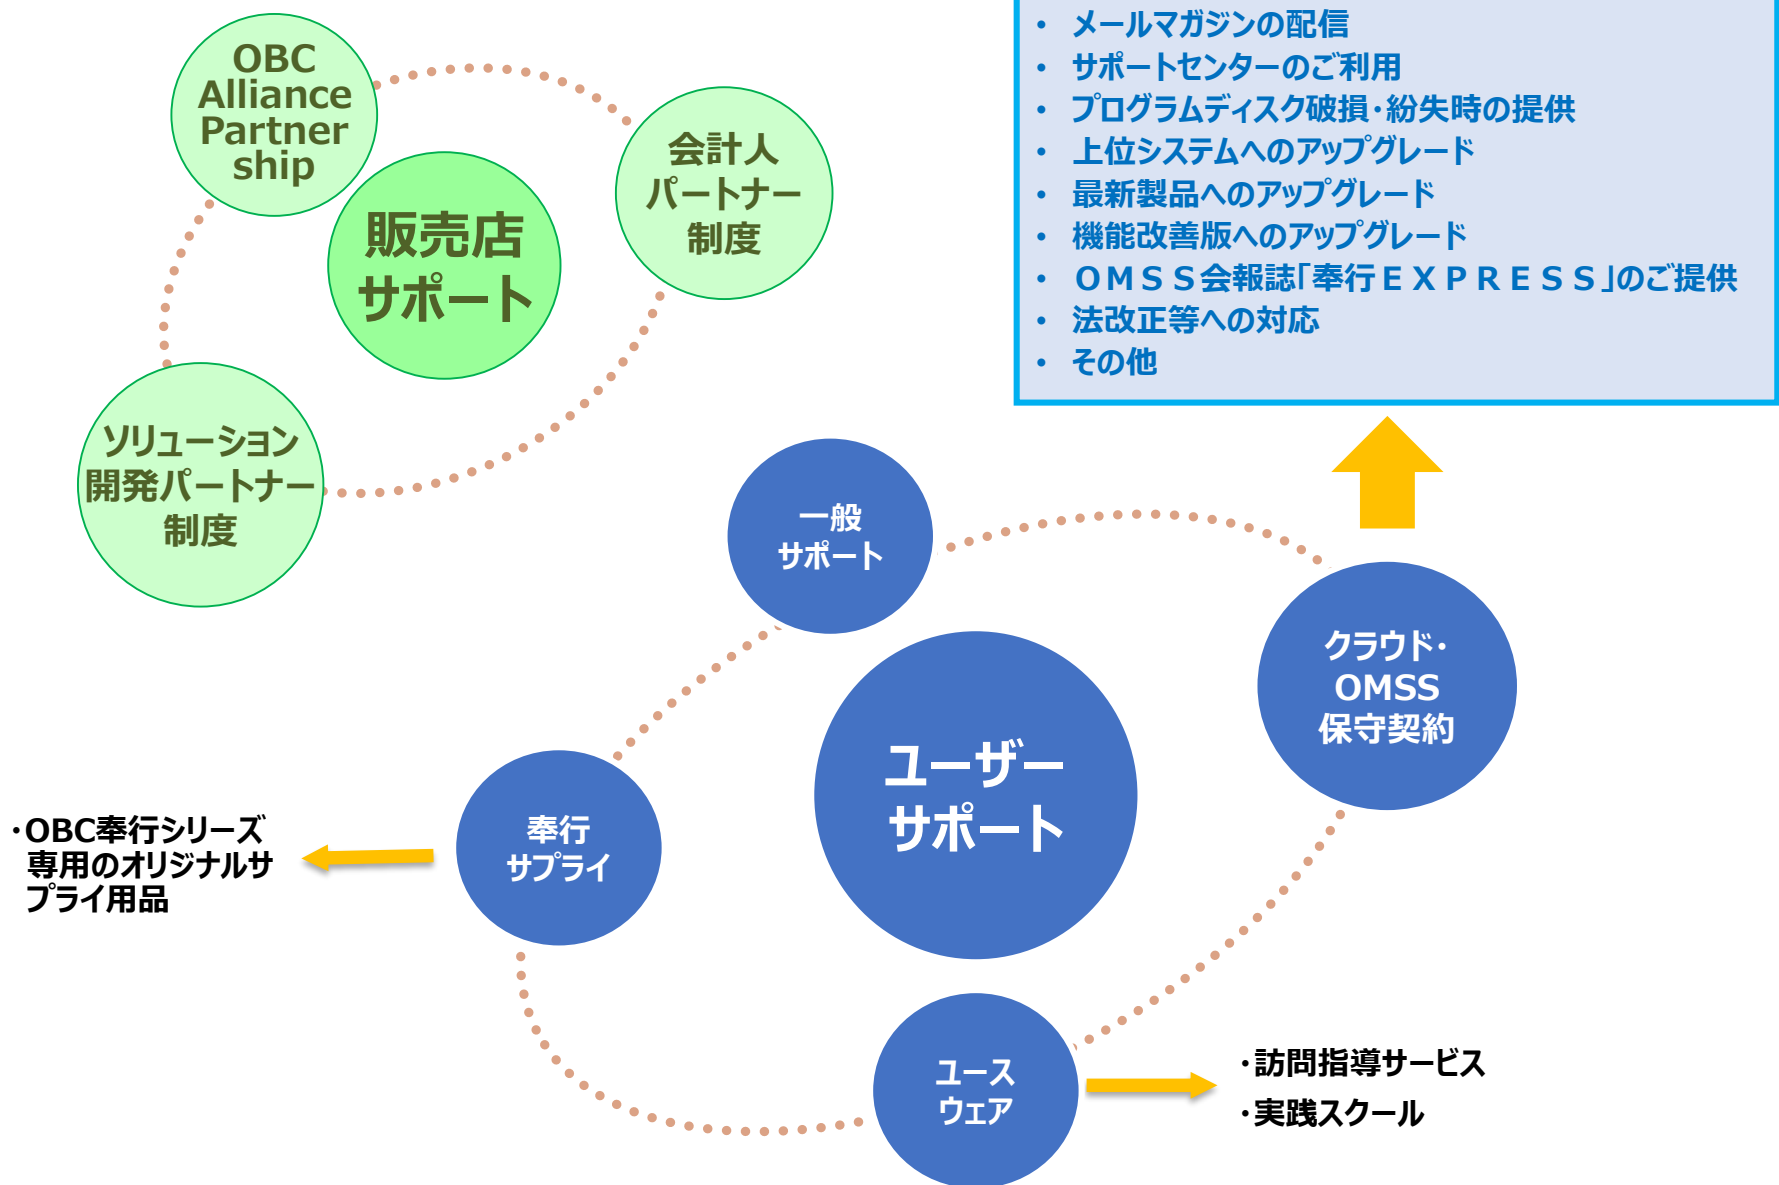 OBC
Alliance
Partner
ship
会計人
パートナー
制度
販売店
サポート
ソリューション
開発パートナー
制度
・ メールマガジンの配信
・ サポートセンターのご利用
・ プログラムディスク破損・紛失時の提供
・ 上位システムへのアップグレード
・ 最新製品へのアップグレード
・ 機能改善版へのアップグレード
・ ＯＭＳＳ会報誌「奉行ＥＸＰＲＥＳＳ」のご提供
・ 法改正等への対応
・ その他
一般
サポート
クラウド・
OMSS
保守契約
ユーザー
サポート
奉行
サプライ
・OBC奉行シリーズ
専用のオリジナルサ
プライ用品
ユース
ウェア
・訪問指導サービス
・実践スクール